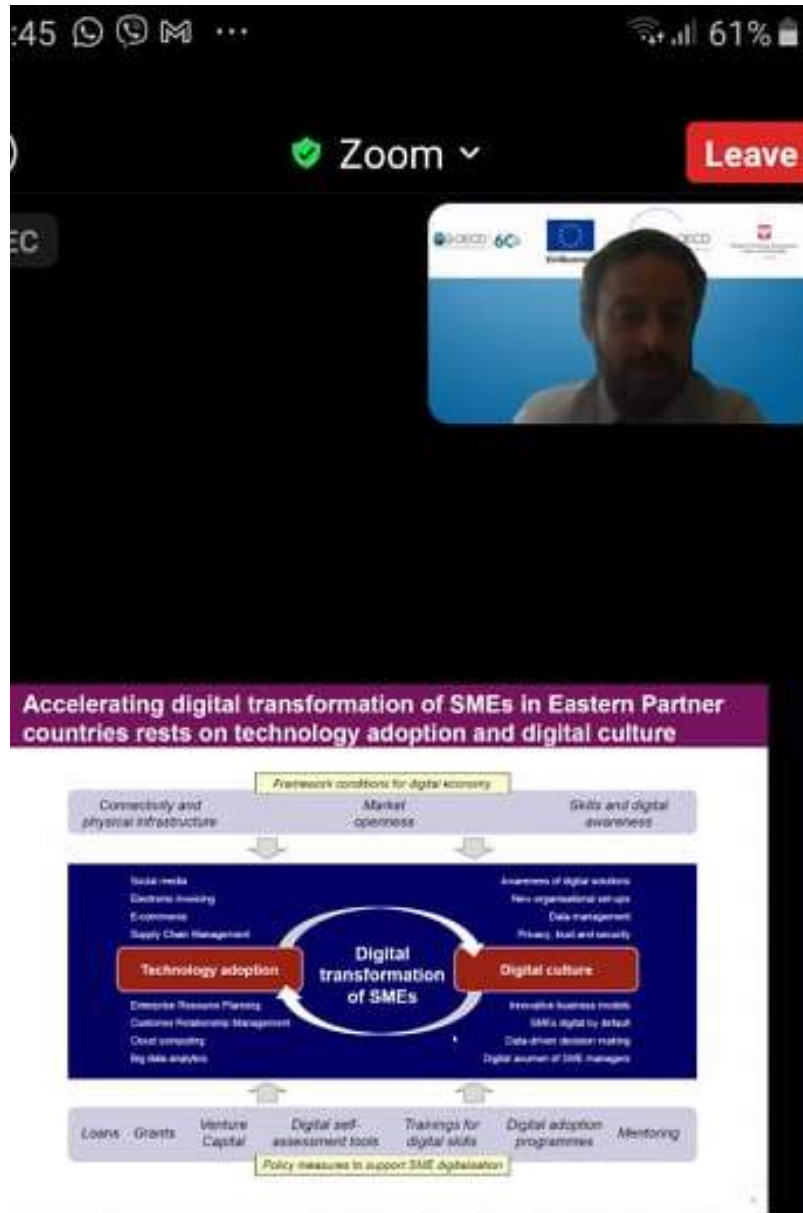 :45
61%
Zoom
Leave
EC
OECD 60
OECD
Accelerating digital transformation of SMEs in Eastern Partner
countries rests on technology adoption and digital culture
Framework conditions for digital economy
Connectivity and
physical infrastructure
Market
openness
Skills and digital
awareness
Social media
Electronic invoicing
E-commerce
Supply Chain Management
Awareness of digital solutions
New organisational set-ups
Data management
Privacy, trust and security
Technology adoption
Digital
transformation
of SMEs
Digital culture
Enterprise Resource Planning
Customer Relationship Management
Cloud computing
Big data analytics
Innovative business models
SMEs digital by default
Data-driven decision making
Digital acumen of SME managers
Loans
Grants
Venture
Capital
Digital self-
assessment tools
Trainings for
digital skills
Digital adoption
programmes
Mentoring
Policy measures to support SME digitalisation